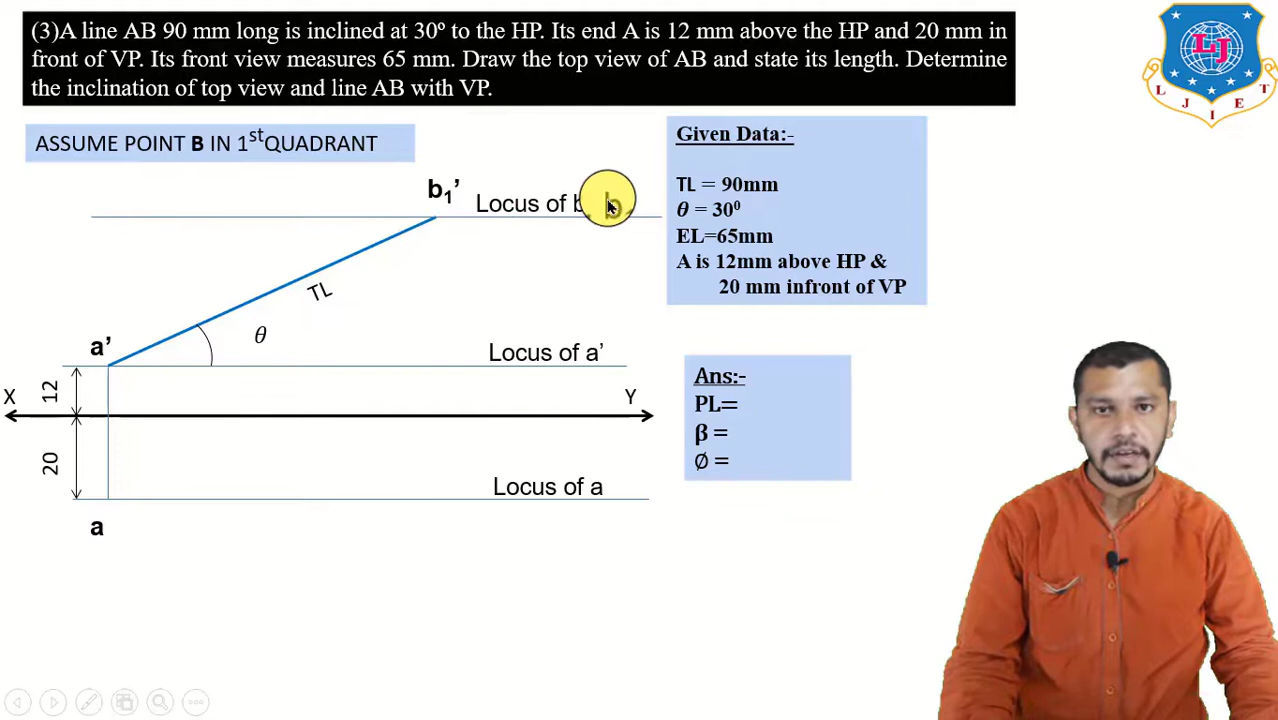 (3)A line AB 90 mm long is inclined at 30º to the HP. Its end A is 12 mm above the HP and 20 mm in
front of VP. Its front view measures 65 mm. Draw the top view of AB and state its length. Determine
the inclination of top view and line AB with VP.
LJ
L J I E T
ASSUME POINT B IN 1stQUADRANT
Given Data:-
TL = 90mm
θ = 30⁰
EL=65mm
A is 12mm above HP &
20 mm infront of VP
b₁’
Locus of b
TL
θ
a’
Locus of a’
12
X
Y
20
Locus of a
a
Ans:-
PL=
β =
Ø =